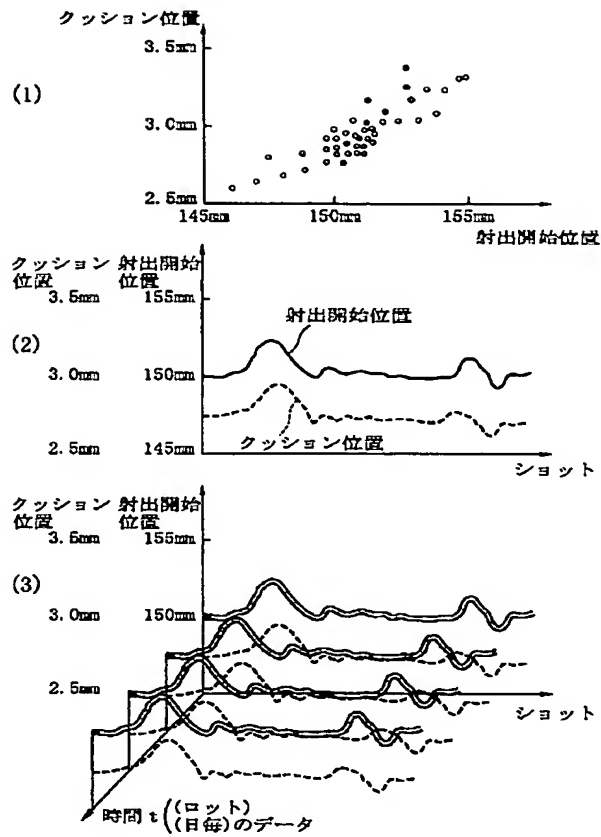 クッション位置
3.5mm
(1)
3.0mm
2.5mm
145mm 150mm 155mm
射出開始位置
クッション 射出開始
位置 位置
3.5mm 155mm
射出開始位置
(2)
3.0mm 150mm
クッション位置
2.5mm 145mm
ショット
クッション 射出開始
位置 位置
3.5mm 155mm
(3)
3.0mm 150mm
2.5mm
ショット
時間 t ((ロット)
(日毎)のデータ